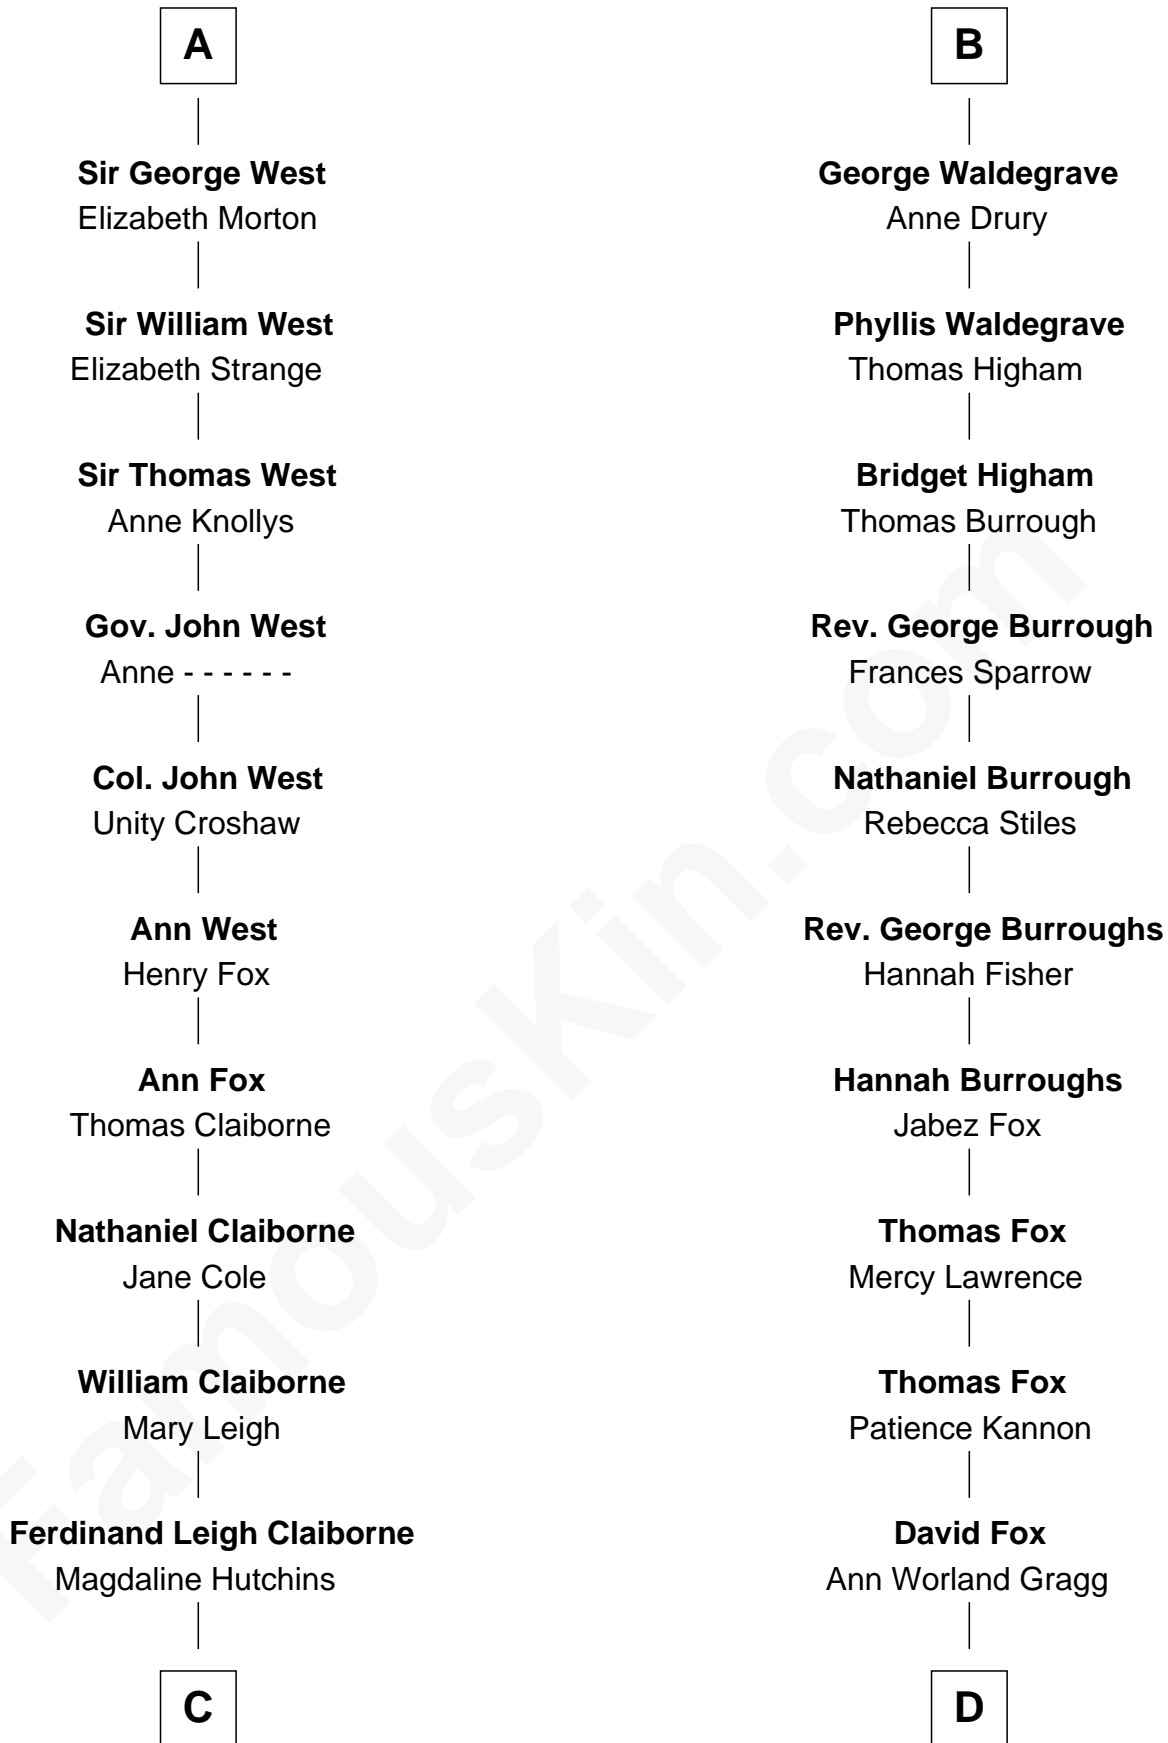 A
Sir George West
Elizabeth Morton
Sir William West
Elizabeth Strange
Sir Thomas West
Anne Knollys
Gov. John West
Anne - - - - - -
Col. John West
Unity Croshaw
Ann West
Henry Fox
Ann Fox
Thomas Claiborne
Nathaniel Claiborne
Jane Cole
William Claiborne
Mary Leigh
Ferdinand Leigh Claiborne
Magdaline Hutchins
C
B
George Waldegrave
Anne Drury
Phyllis Waldegrave
Thomas Higham
Bridget Higham
Thomas Burrough
Rev. George Burrough
Frances Sparrow
Nathaniel Burrough
Rebecca Stiles
Rev. George Burroughs
Hannah Fisher
Hannah Burroughs
Jabez Fox
Thomas Fox
Mercy Lawrence
Thomas Fox
Patience Kannon
David Fox
Ann Worland Gragg
D
FamousKin.com